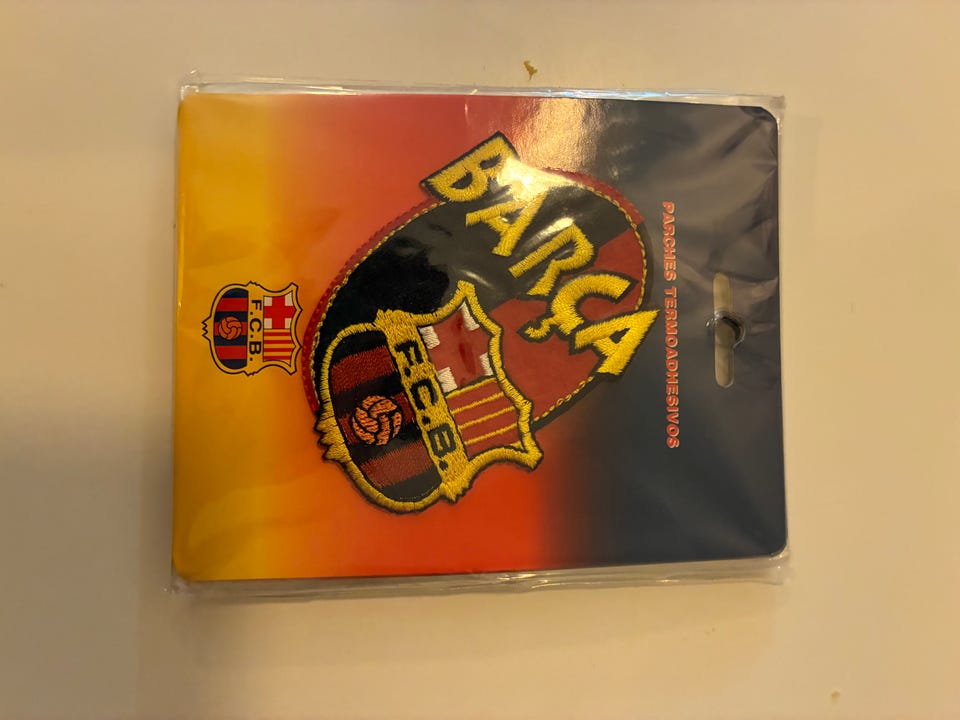 PARCHES TERMOADHESIVOS
BARÇA
F.C.B.
F.C.B.